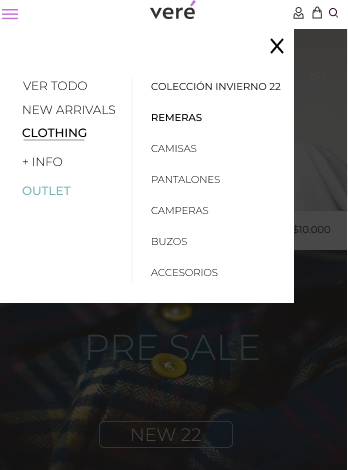 veré
X
VER TODO
NEW ARRIVALS
CLOTHING
+ INFO
OUTLET
COLECCIÓN INVIERNO 22
REMERAS
CAMISAS
PANTALONES
CAMPERAS
BUZOS
ACCESORIOS
$10.000
PRE SALE
NEW 22